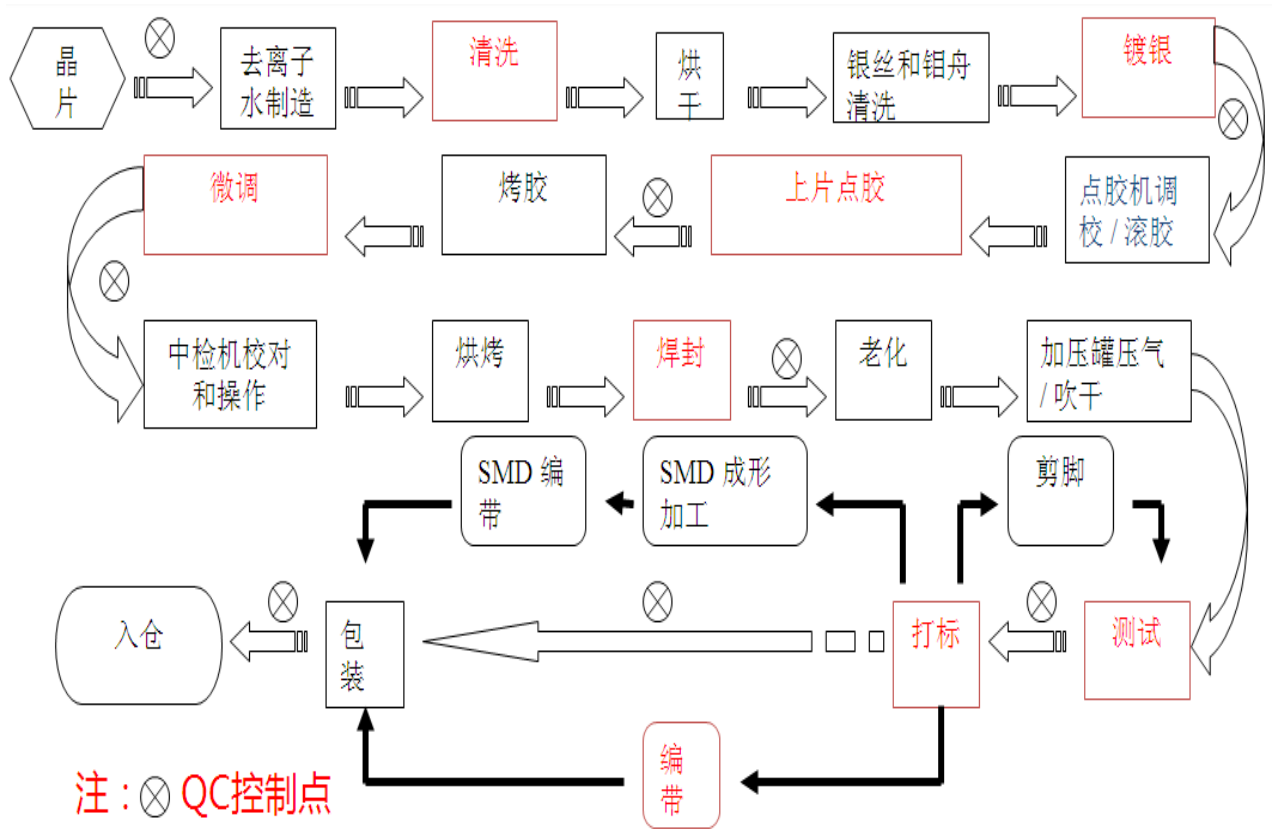 晶
片
去离子
水制造
清洗
烘
干
银丝和钼舟
清洗
镀银
微调
烤胶
上片点胶
点胶机调
校 / 滚胶
中检机校对
和操作
烘烤
焊封
老化
加压罐压气
/ 吹干
SMD 编
带
SMD 成形
加工
剪脚
入仓
包
装
打标
测试
编
带
注：QC控制点